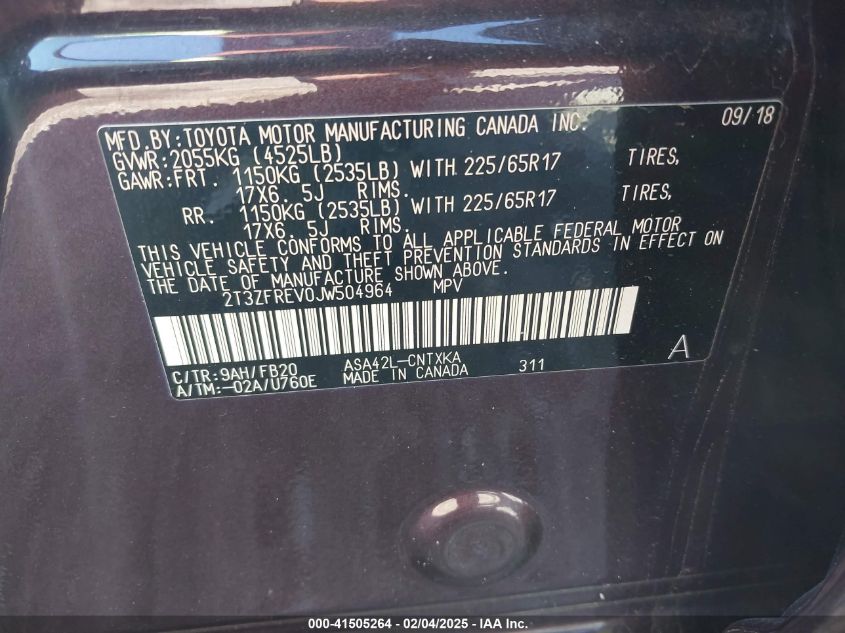 MFD.BY:TOYOTA MOTOR MANUFACTURING CANADA INC. 09/18
GVWR:2055KG (4525LB)
GAWR:FRT. 1150KG (2535LB) WITH 225/65R17 TIRES,
17X6. 5J RIMS.
RR. 1150KG (2535LB) WITH 225/65R17 TIRES,
17X6. 5J RIMS.
THIS VEHICLE CONFORMS TO ALL APPLICABLE FEDERAL MOTOR
VEHICLE SAFETY AND THEFT PREVENTION STANDARDS IN EFFECT ON
THE DATE OF MANUFACTURE SHOWN ABOVE.
2T3ZFREV0JW504964 MPV
C/TR:9AH/FB20 ASA42L-CNTXKA 311 A
A/TM:-02A/U760E MADE IN CANADA
000-41505264 - 02/04/2025 - IAA Inc.